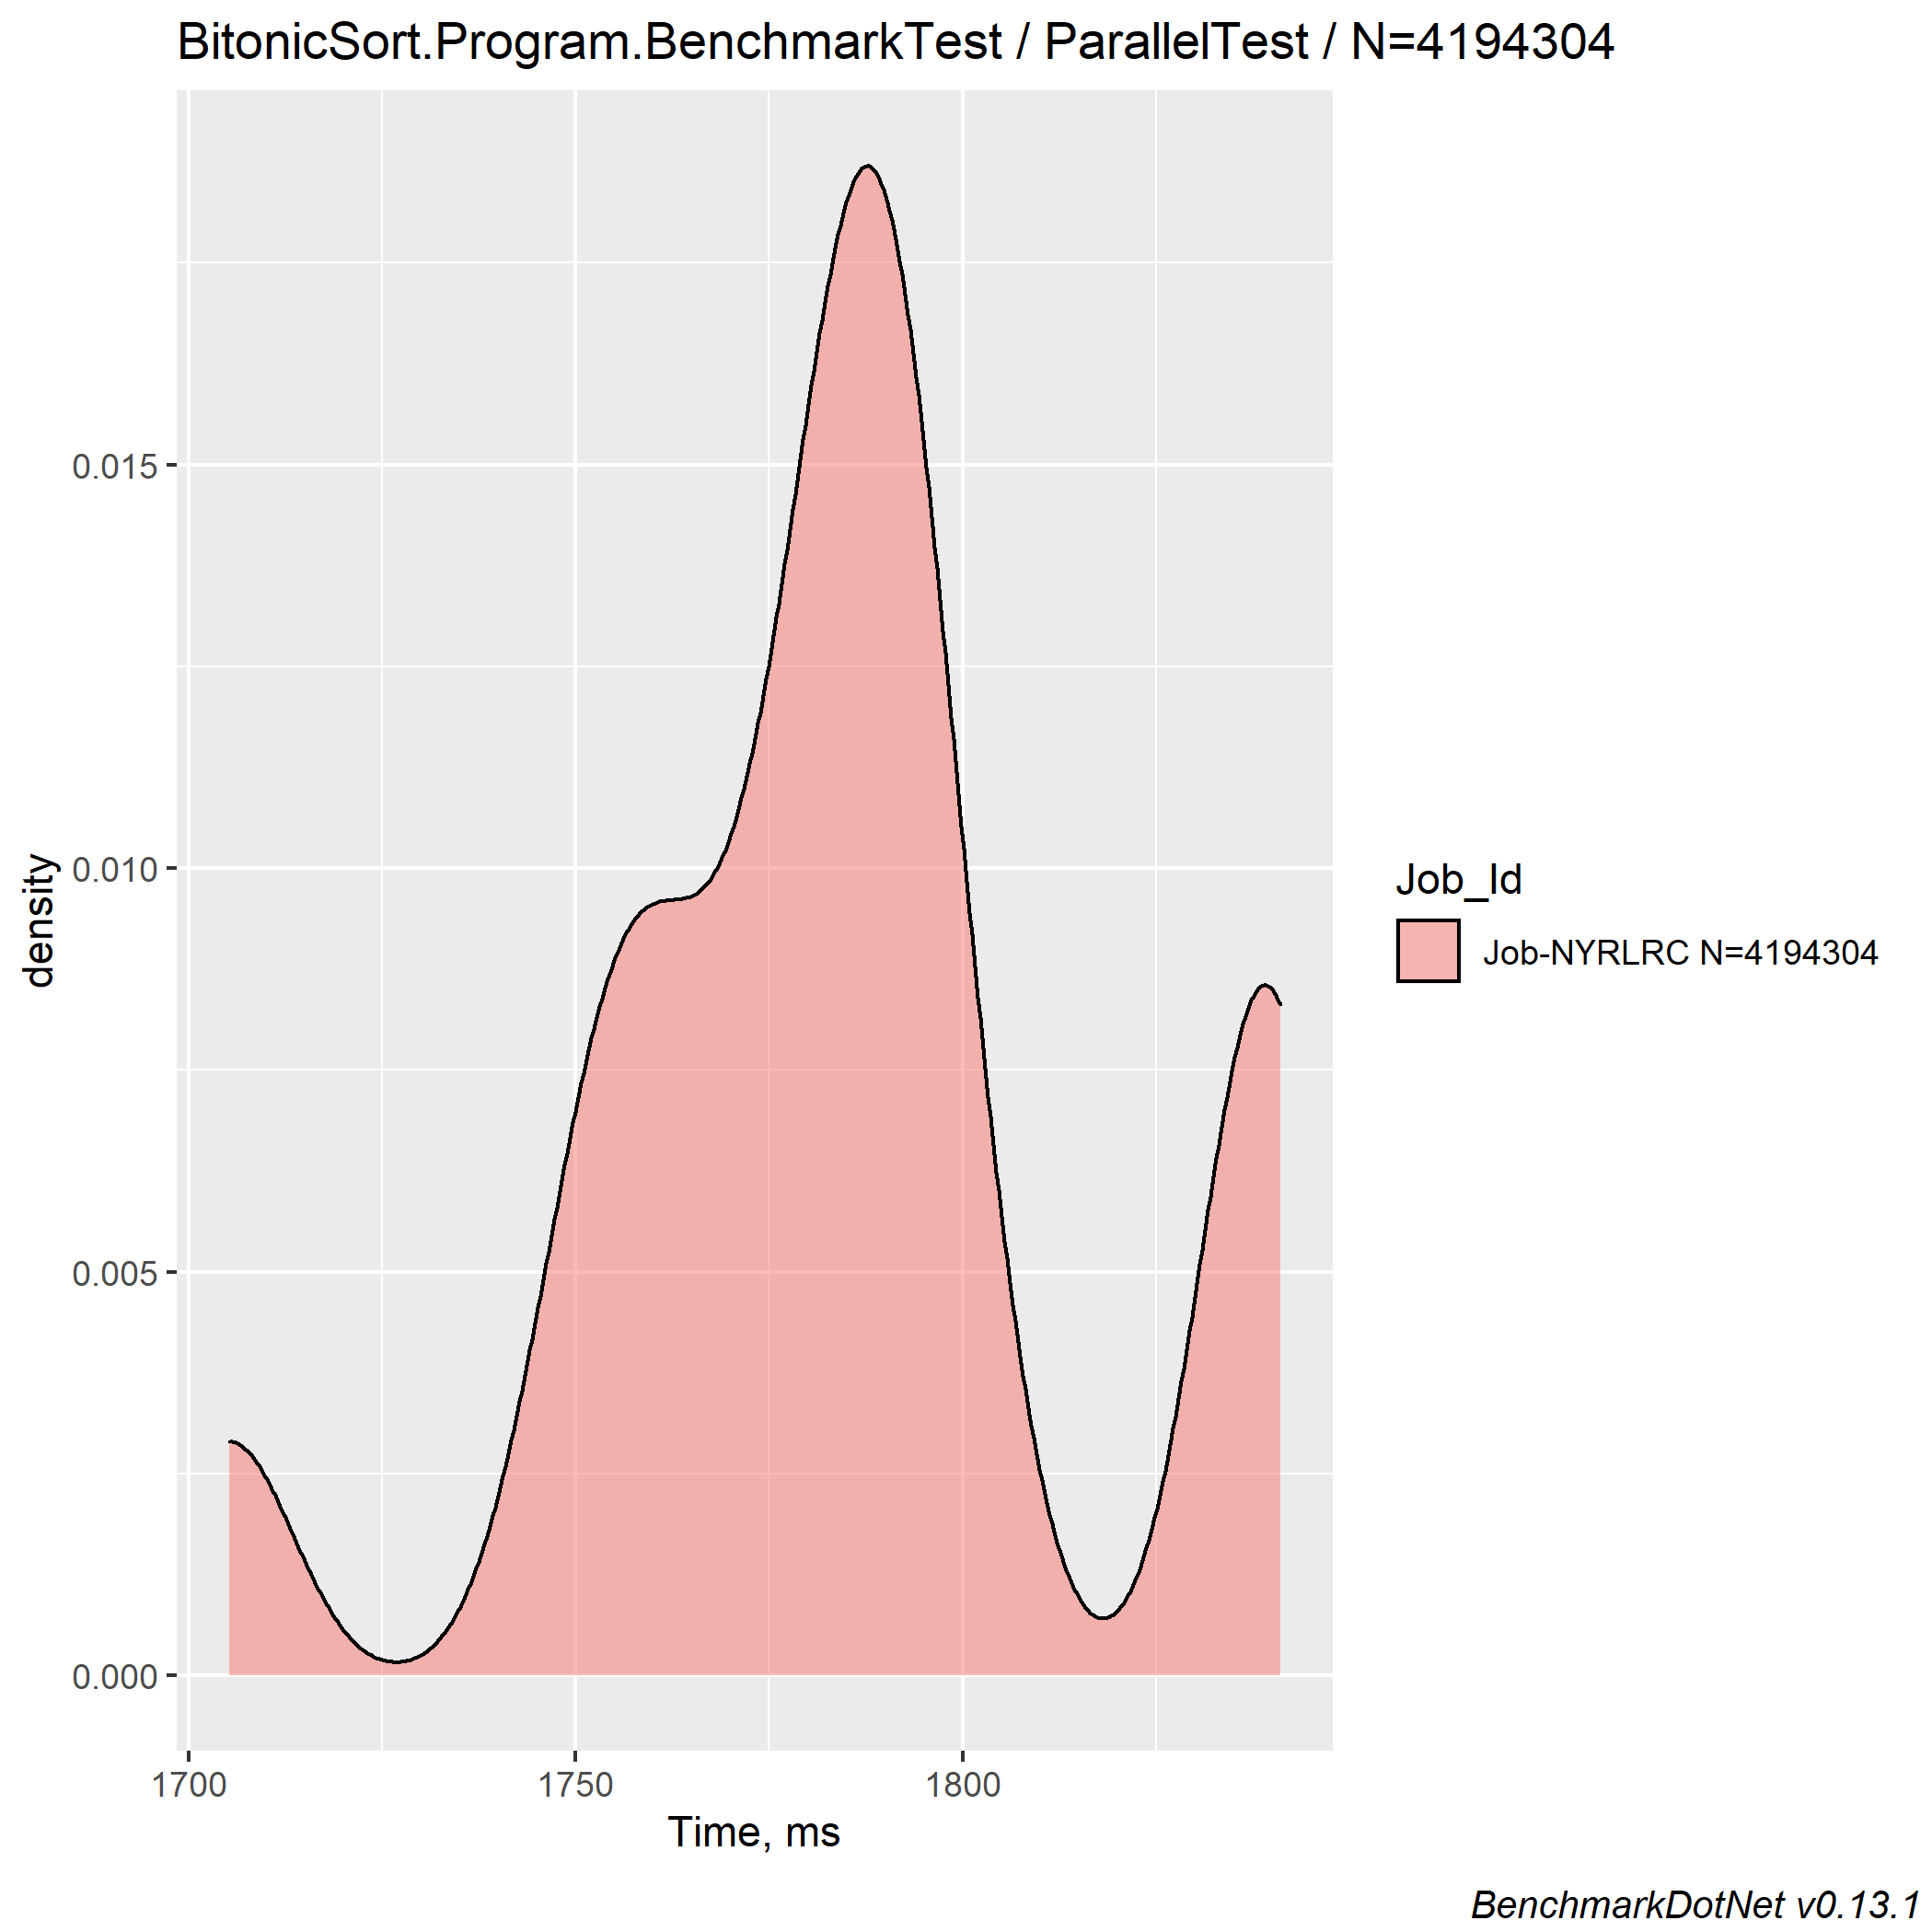 BitonicSort.Program.BenchmarkTest / ParallelTest / N=4194304
0.015
0.010
0.005
0.000
density
1700 1750 1800
Time, ms
Job_Id
Job-NYRLRC N=4194304
BenchmarkDotNet v0.13.1